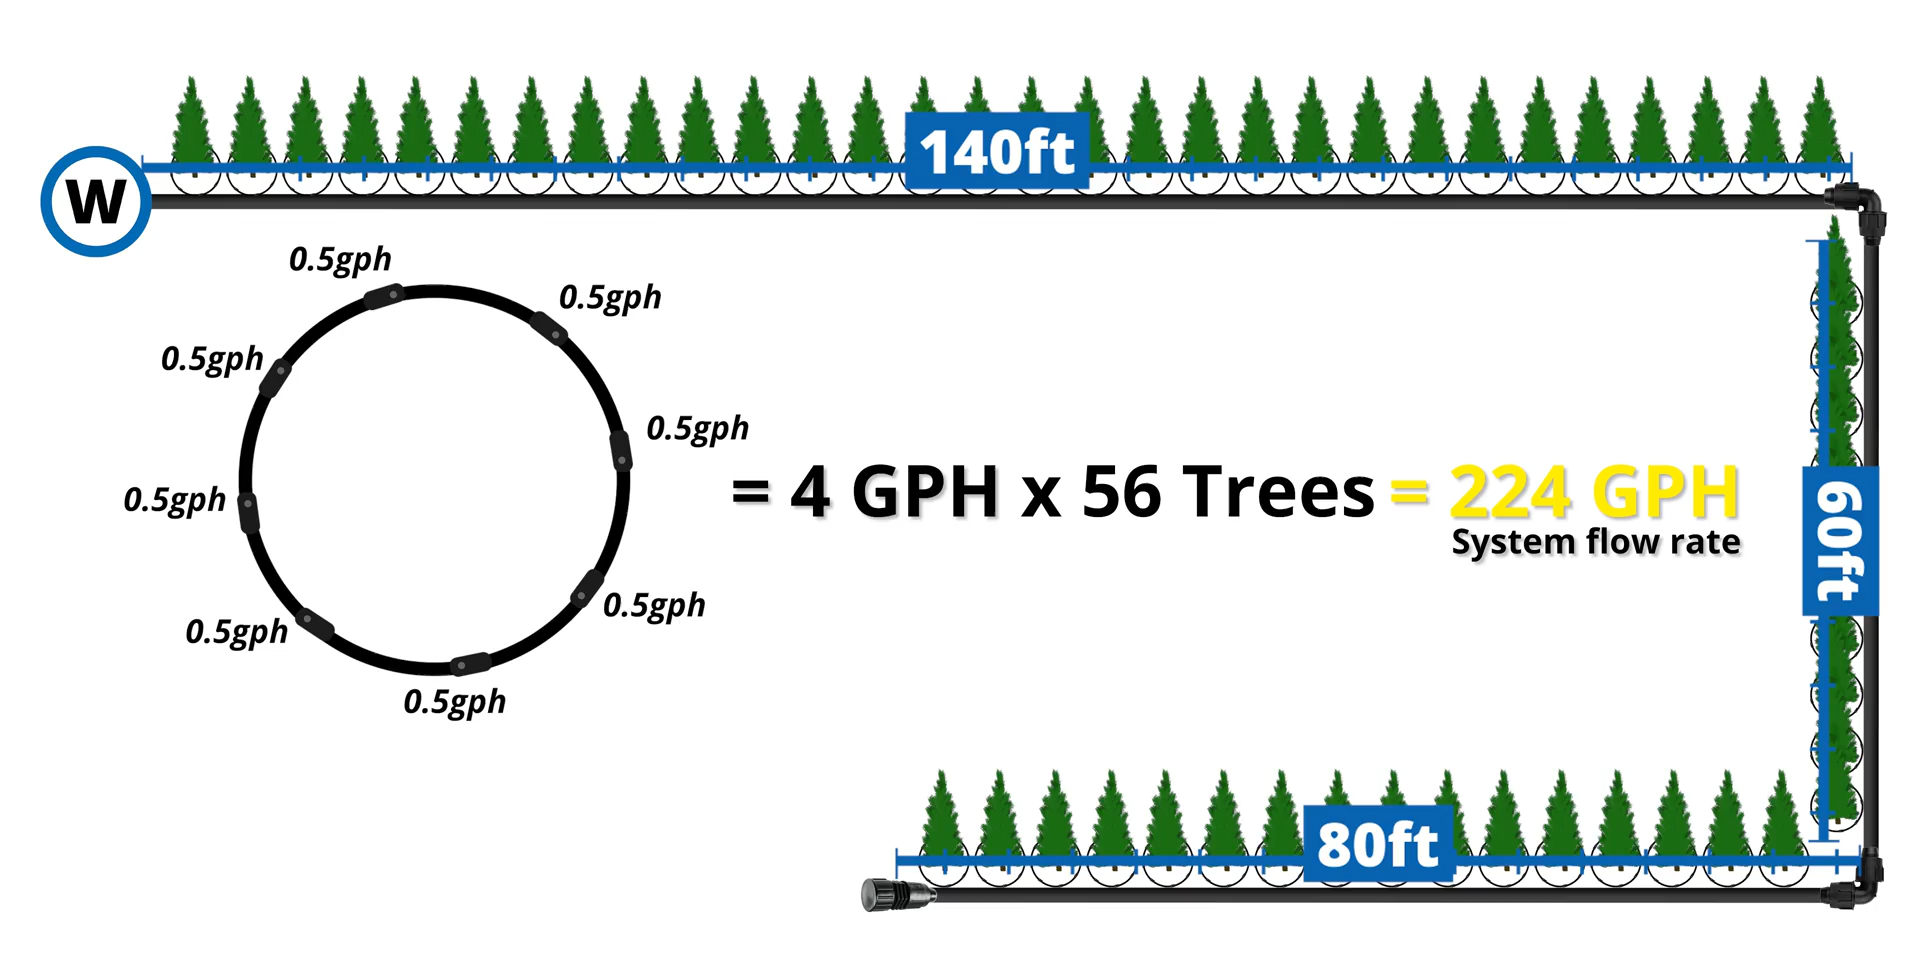 140ft
W
0.5gph
0.5gph
0.5gph
0.5gph
= 4 GPH x 56 Trees = 224 GPH
System flow rate
0.5gph
60ft
0.5gph
0.5gph
0.5gph
80ft